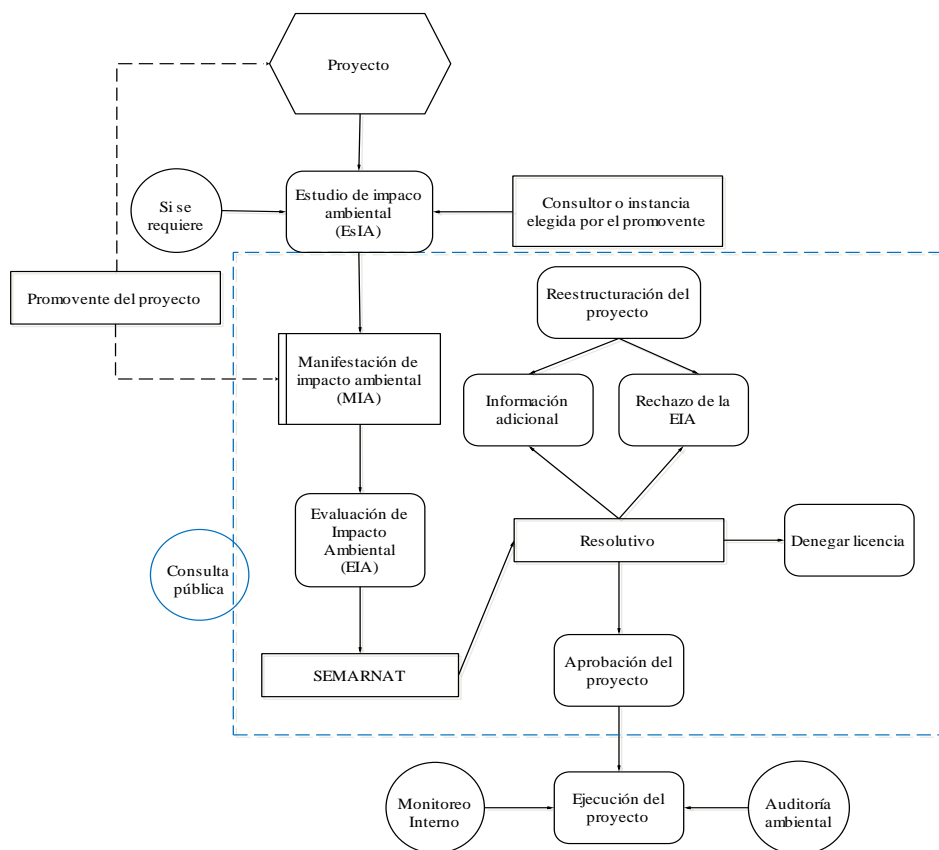 Proyecto
Si se
requiere
Estudio de impaco
ambiental
(EsIA)
Consultor o instancia
elegida por el promovente
Promovente del proyecto
Reestructuración del
proyecto
Manifestación de
impacto ambiental
(MIA)
Información
adicional
Rechazo de la
EIA
Evaluación de
Impacto
Ambiental
(EIA)
Resolutivo
Denegar licencia
Consulta
pública
SEMARNAT
Aprobación del
proyecto
Monitoreo
Interno
Ejecución del
proyecto
Auditoría
ambiental